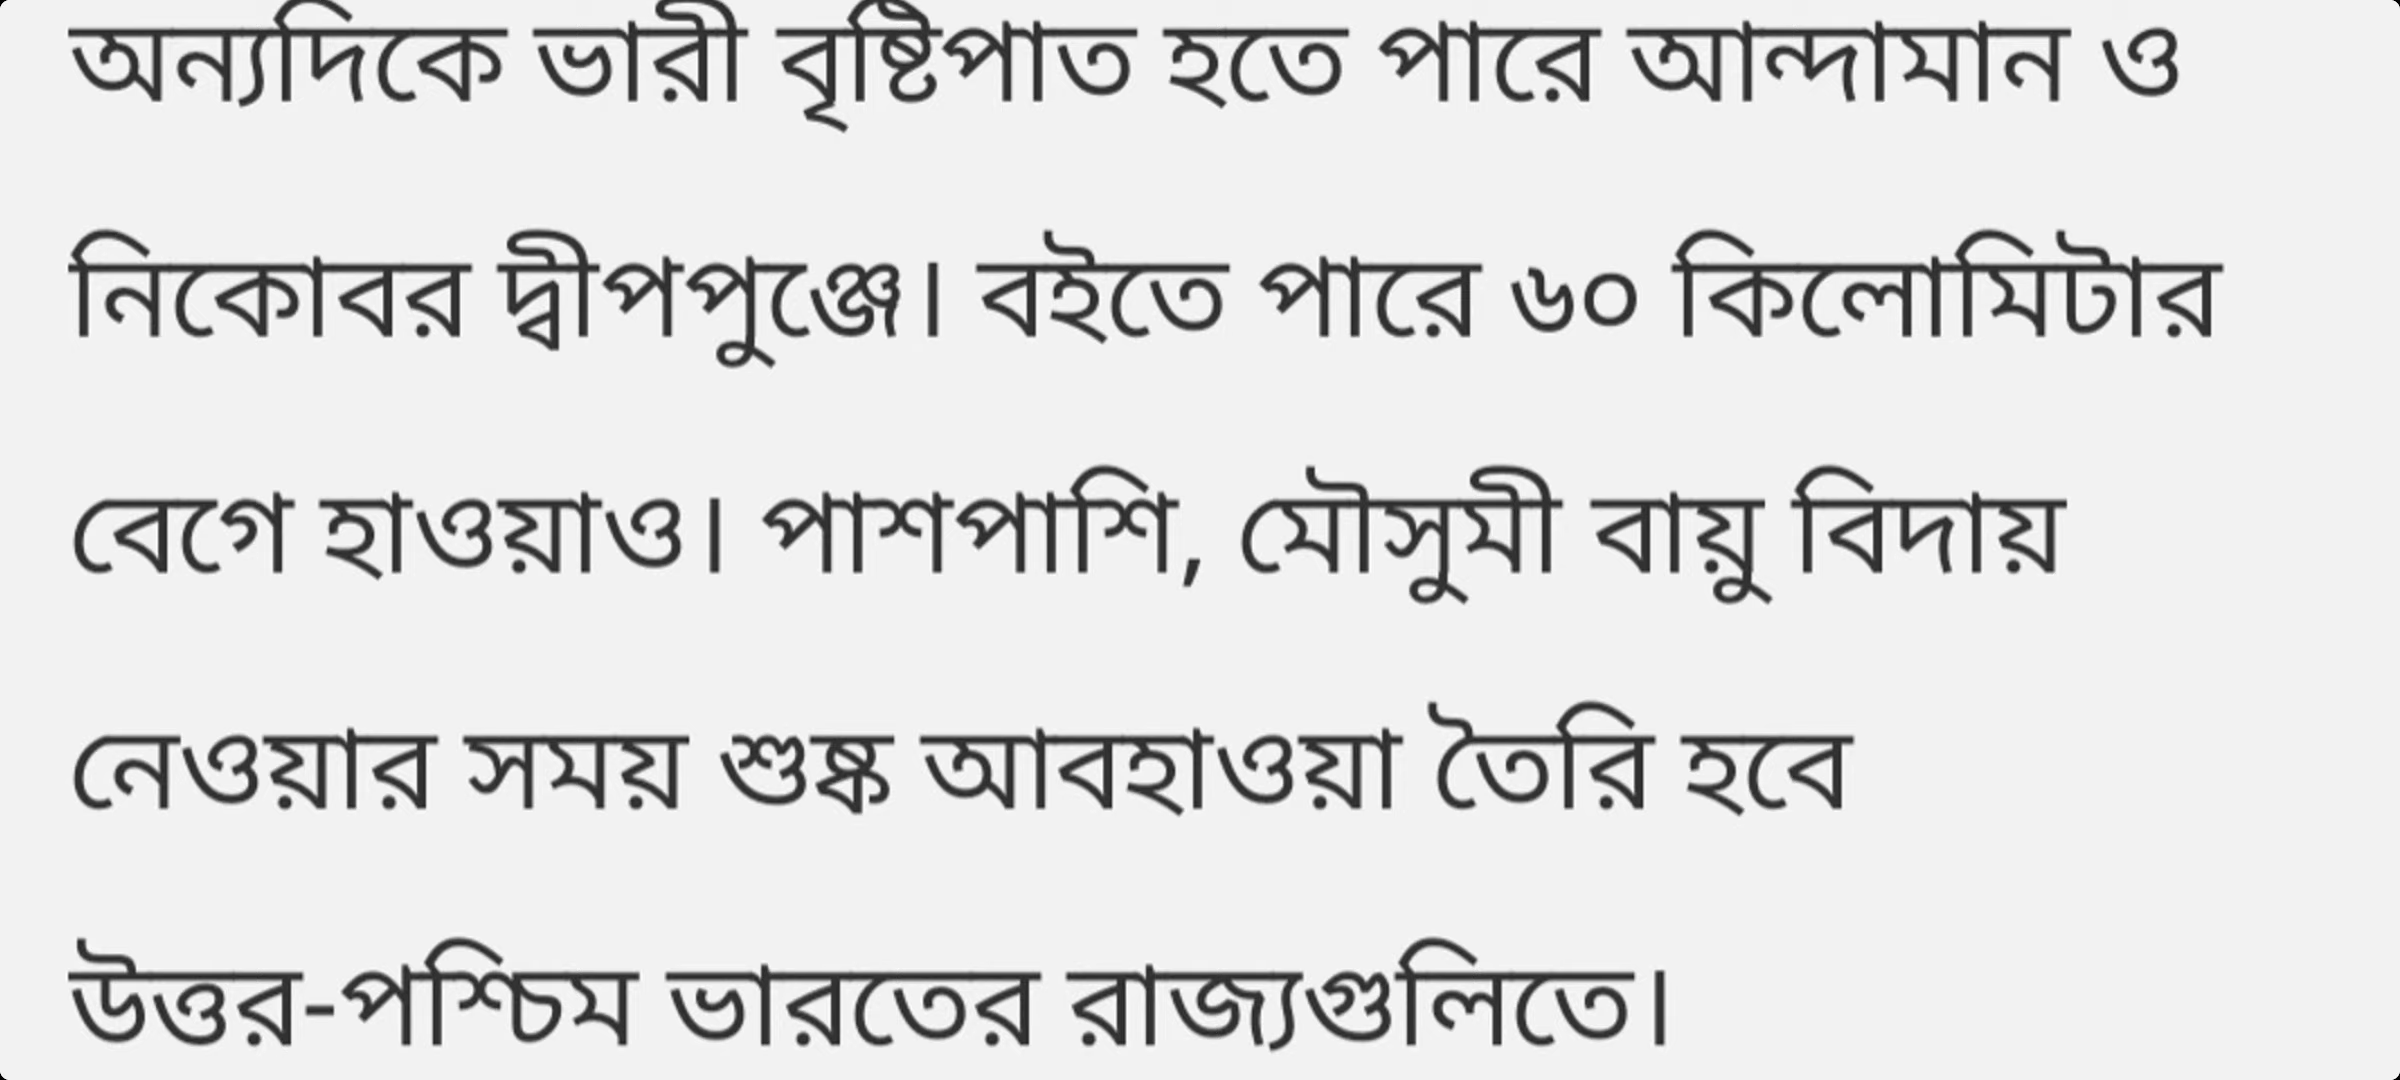 অন্যদিকে ভারী বৃষ্টিপাত হতে পারে আন্দামান ও
নিকোবর দ্বীপপুঞ্জে। বইতে পারে ৬০ কিলোমিটার
বেগে হাওয়াও। পাশপাশি, মৌসুমী বায়ু বিদায়
নেওয়ার সময় শুষ্ক আবহাওয়া তৈরি হবে
উত্তর-পশ্চিম ভারতের রাজ্যগুলিতে।